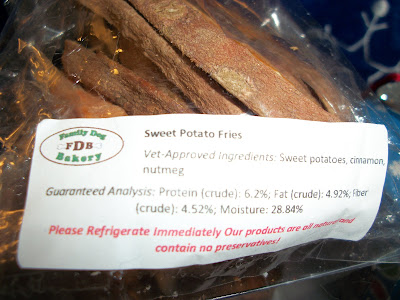 Family Dog
FDB
Bakery
Sweet Potato Fries
Vet-Approved Ingredients: Sweet potatoes, cinnamon,
nutmeg
Guaranteed Analysis: Protein (crude): 6.2%; Fat (crude): 4.92%; Fiber
(crude): 4.52%; Moisture: 28.84%
Please Refrigerate Immediately Our products are all natural and
contain no preservatives!